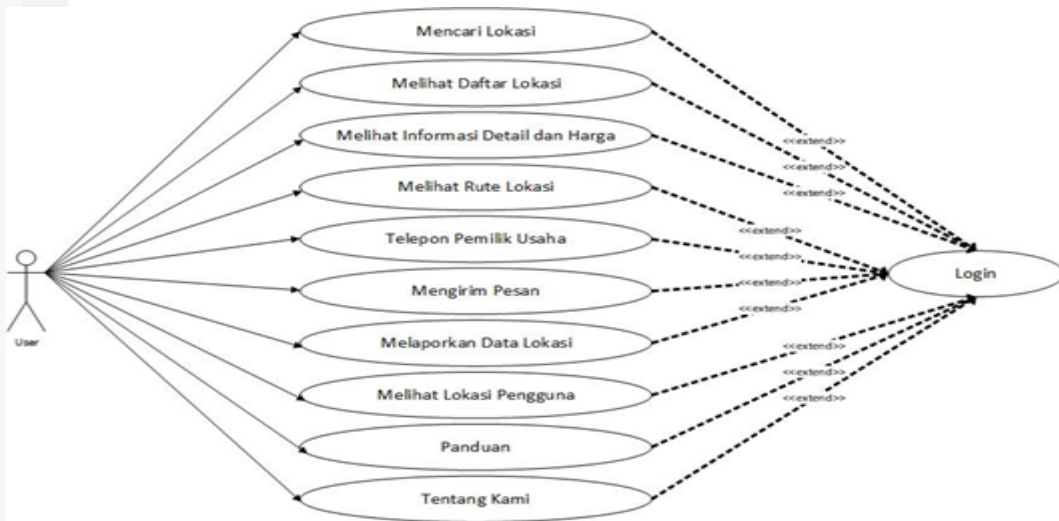 Mencari Lokasi
Melihat Daftar Lokasi
Melihat Informasi Detail dan Harga
Melihat Rute Lokasi
Telepon Pemilik Usaha
Mengirim Pesan
Melaporkan Data Lokasi
Melihat Lokasi Pengguna
Panduan
Tentang Kami
User
<<extend>>
<<extend>>
<<extend>>
<<extend>>
<<extend>>
<<extend>>
<<extend>>
<<extend>>
<<extend>>
<<extend>>
Login